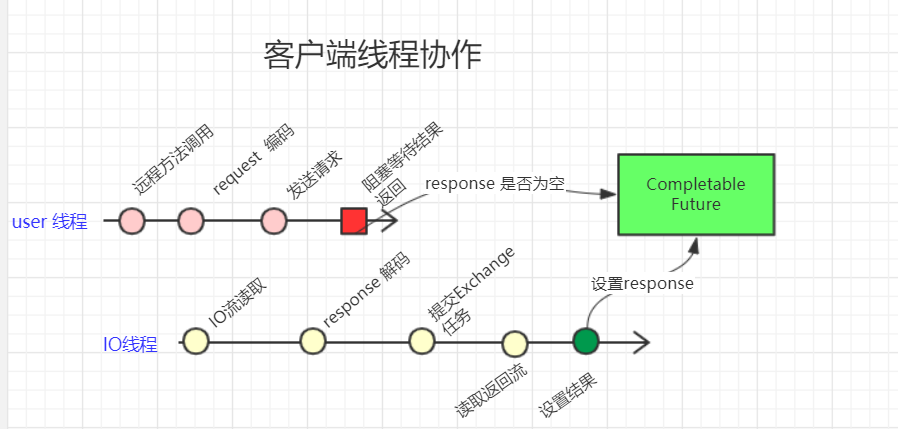 客户端线程协作
远程方法调用
request 编码
发送请求
阻塞等待结果
返回
response 是否为空
Completable
Future
user 线程
IO流读取
response 解码
提交Exchange
任务
设置response
IO线程
读取返回流
设置结果